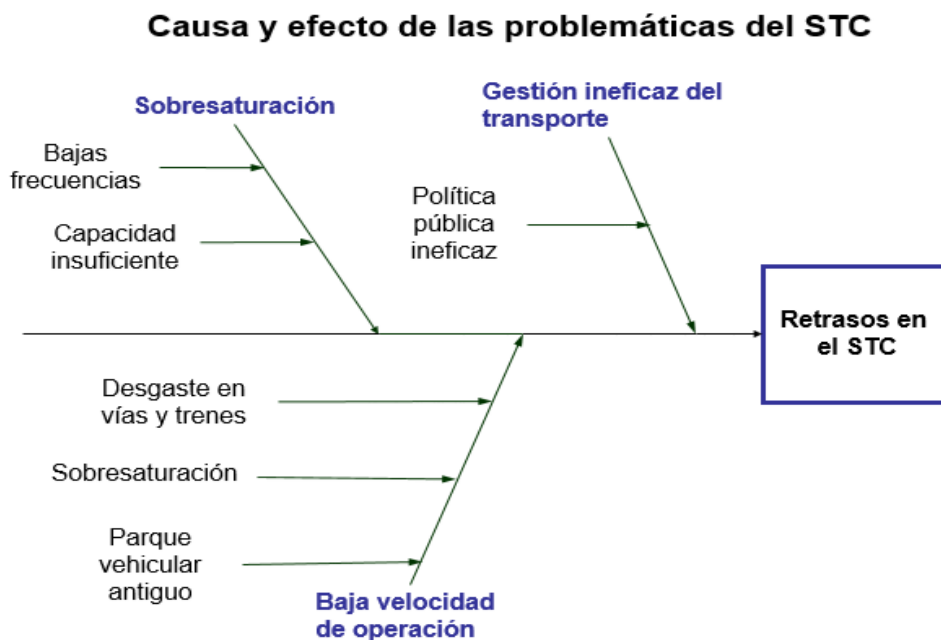 Causa y efecto de las problemáticas del STC
Sobresaturación
Gestión ineficaz del
transporte
Bajas
frecuencias
Capacidad
insuficiente
Política
pública
ineficaz
Retrasos en
el STC
Desgaste en
vías y trenes
Sobresaturación
Parque
vehicular
antiguo
Baja velocidad
de operación